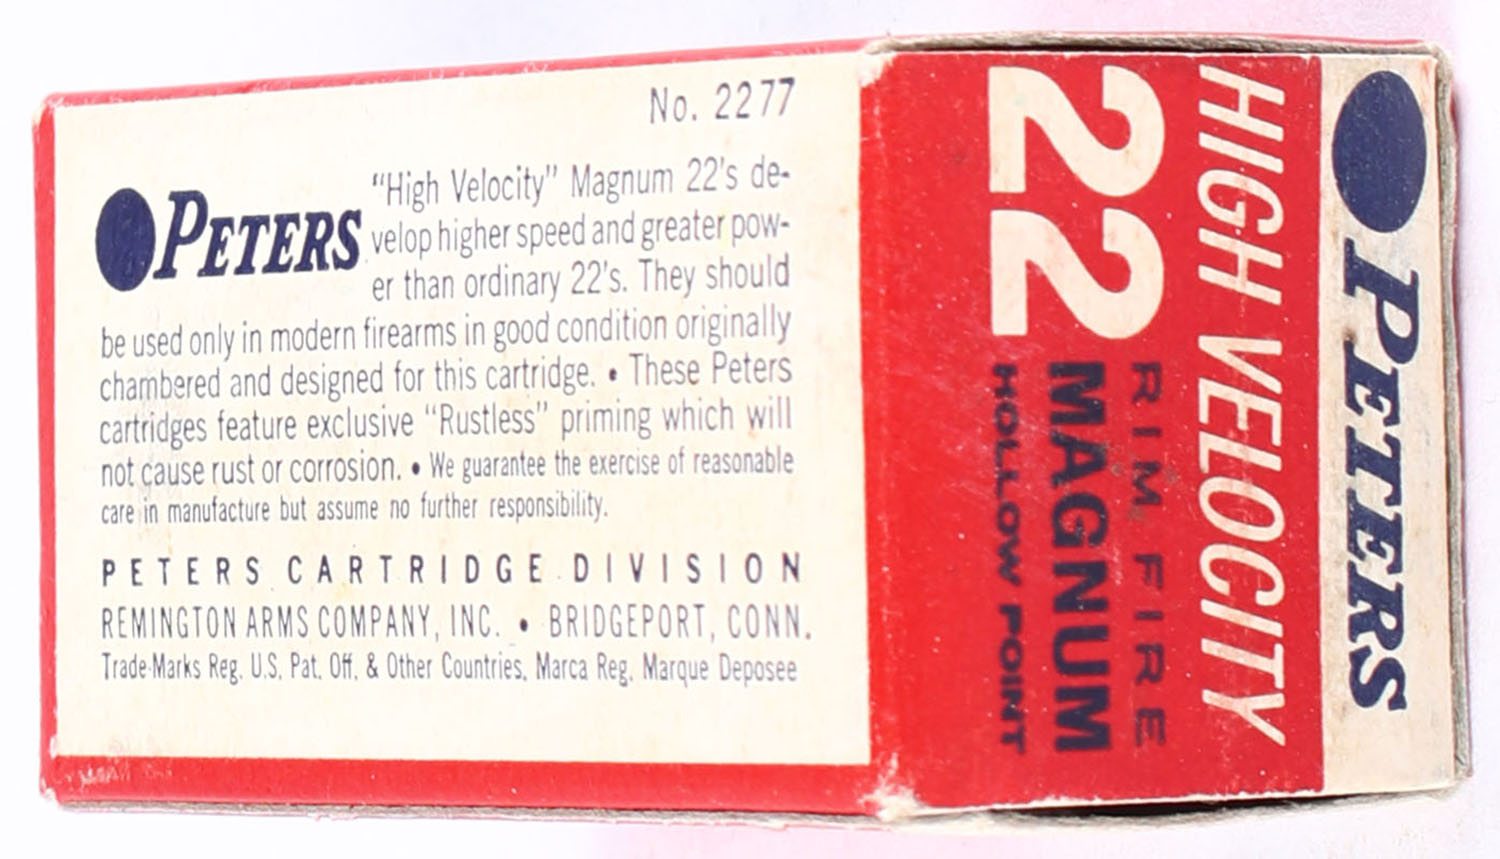 No. 2277
PETERS
"High Velocity" Magnum 22's de-
velop higher speed and greater pow-
er than ordinary 22's. They should
be used only in modern firearms in good condition originally
chambered and designed for this cartridge. • These Peters
cartridges feature exclusive "Rustless" priming which will
not cause rust or corrosion. • We guarantee the exercise of reasonable
care in manufacture but assume no further responsibility.
PETERS CARTRIDGE DIVISION
REMINGTON ARMS COMPANY, INC. • BRIDGEPORT, CONN.
Trade-Marks Reg. U.S. Pat. Off. & Other Countries, Marca Reg. Marque Deposee
PETERS
HIGH VELOCITY
22 RIM FIRE
MAGNUM
HOLLOW POINT